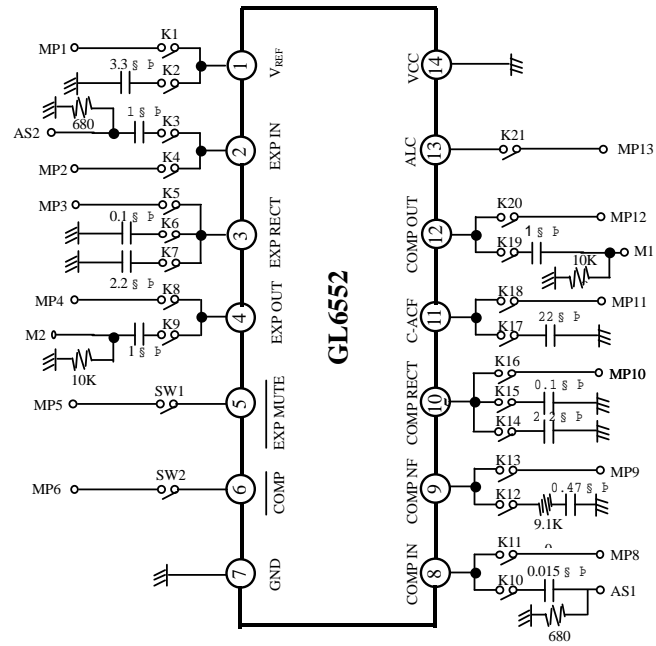 MP1
K1
3.3 § Þ
K2
1
VREF
680
1 § Þ
K3
AS2
2
EXP IN
MP2
K4
MP3
K5
0.1 § Þ
K6
3
EXP RECT
K7
2.2 § Þ
MP4
K8
4
EXP OUT
M2
K9
1 § Þ
10K
MP5
SW1
5
EXP MUTE
MP6
SW2
6
COMP
7
GND
GL6552
VCC
14
ALC
13
K21
MP13
COMP OUT
12
K20
MP12
K19
1 § Þ
M1
10K
C-ACF
11
K18
MP11
K17
22 § Þ
COMP RECT
10
K16
MP10
K15
0.1 § Þ
K14
2.2 § Þ
COMP NF
9
K13
MP9
K12
0.47 § Þ
9.1K
COMP IN
8
K11
MP8
K10
0.015 § Þ
AS1
680